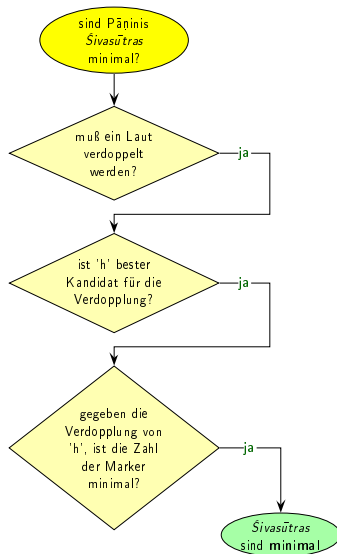 sind Pāṇinis
Śivasūtras
minimal?
muß ein Laut
verdoppelt
werden?
ja
ist 'h' bester
Kandidat für die
Verdopplung?
ja
gegeben die
Verdopplung von
'h', ist die Zahl
der Marker
minimal?
ja
Śivasūtras
sind minimal